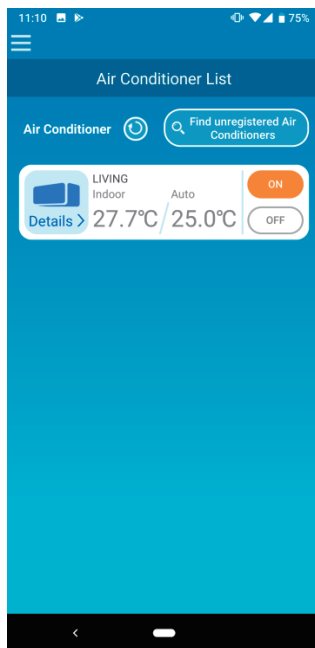 11:10 75%
Air Conditioner List
Air Conditioner
Find unregistered Air
Conditioners
LIVING
Indoor Auto
Details > 27.7℃ 25.0℃
ON
OFF